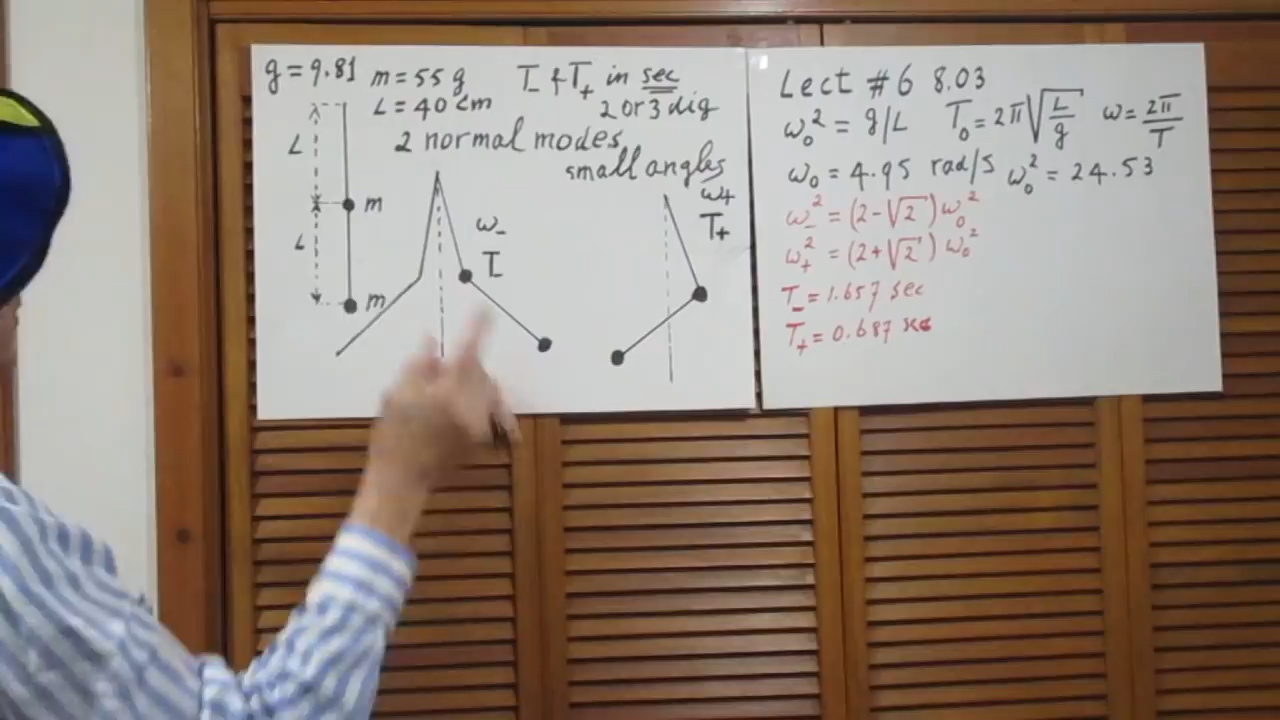 g = 9.81 m = 55 g T- & T+ in sec
L = 40 cm 2 or 3 dig
2 normal modes
small angles
L
m
L
m
ω-
T-
ω+
T+
Lect #6 8.03
ω₀² = g/L T₀ = 2π√(L/g) ω = 2π/T
ω₀ = 4.95 rad/s ω₀² = 24.53
ω-² = (2-√2) ω₀²
ω+² = (2+√2) ω₀²
T- = 1.657 sec
T+ = 0.687 sec